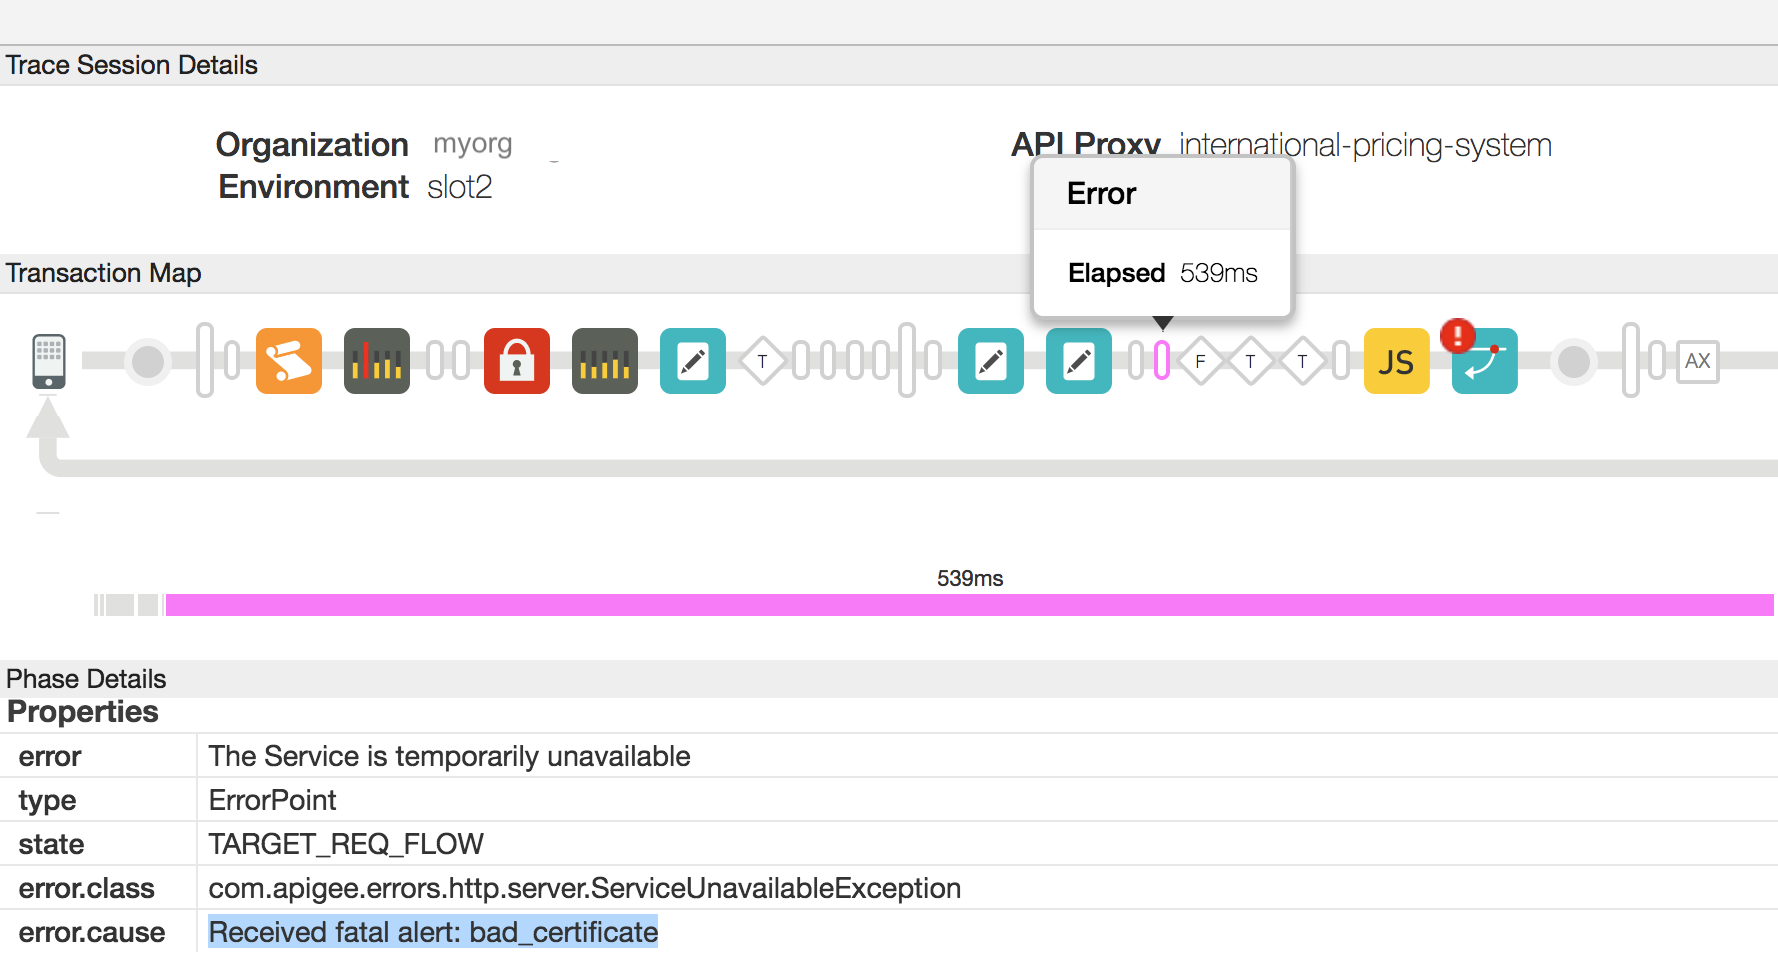 Trace Session Details
Organization myorg
API Proxy international-pricing-system
Environment slot2
Error
Elapsed 539ms
Transaction Map
T
F
T
T
JS
!
AX
539ms
Phase Details
Properties
error The Service is temporarily unavailable
type ErrorPoint
state TARGET_REQ_FLOW
error.class com.apigee.errors.http.server.ServiceUnavailableException
error.cause Received fatal alert: bad_certificate